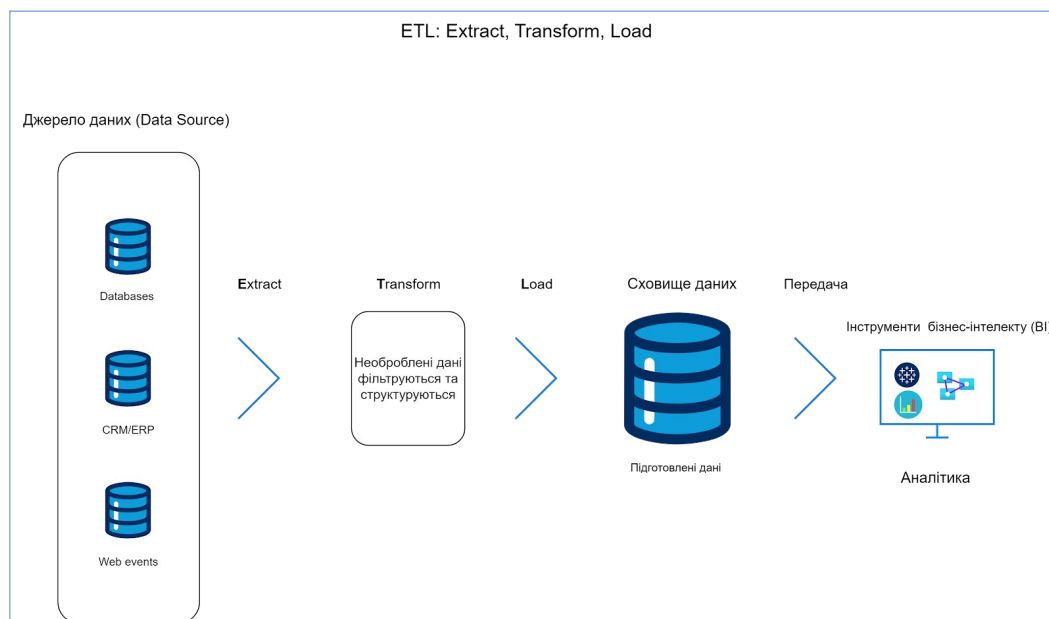 ETL: Extract, Transform, Load
Джерело даних (Data Source)
Databases
CRM/ERP
Web events
Extract
Transform
Необроблені дані
фільтруються та
структуруються
Load
Сховище даних
Підготовлені дані
Передача
Інструменти бізнес-інтелекту (BI)
Аналітика